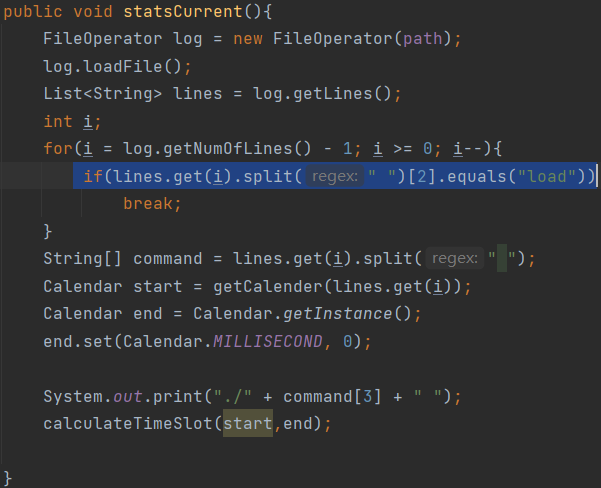 public void statsCurrent(){
FileOperator log = new FileOperator(path);
log.loadFile();
List<String> lines = log.getLines();
int i;
for(i = log.getNumOfLines() - 1; i >= 0; i--){
if(lines.get(i).split( regex: " ")[2].equals("load"))
break;
}
String[] command = lines.get(i).split( regex: " ");
Calendar start = getCalender(lines.get(i));
Calendar end = Calendar.getInstance();
end.set(Calendar.MILLISECOND, 0);
System.out.print("./" + command[3] + " ");
calculateTimeSlot(start,end);
}